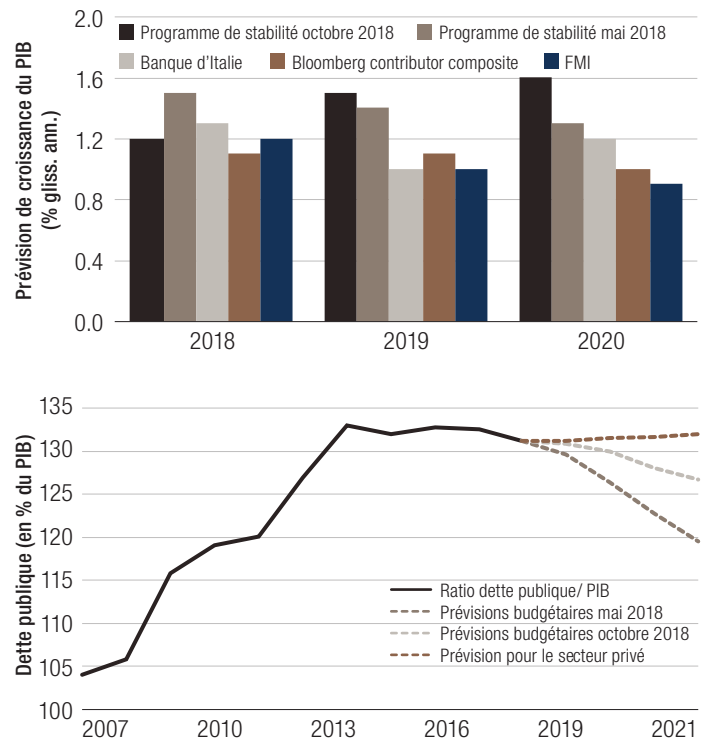 Prévision de croissance du PIB
(% gliss. ann.)
2.0
1.6
1.2
0.8
0.4
0.0
Programme de stabilité octobre 2018
Programme de stabilité mai 2018
Banque d'Italie
Bloomberg contributor composite
FMI
2018
2019
2020
Dette publique (en % du PIB)
135
130
125
120
115
110
105
100
Ratio dette publique/ PIB
Prévisions budgétaires mai 2018
Prévisions budgétaires octobre 2018
Prévision pour le secteur privé
2007
2010
2013
2016
2019
2021